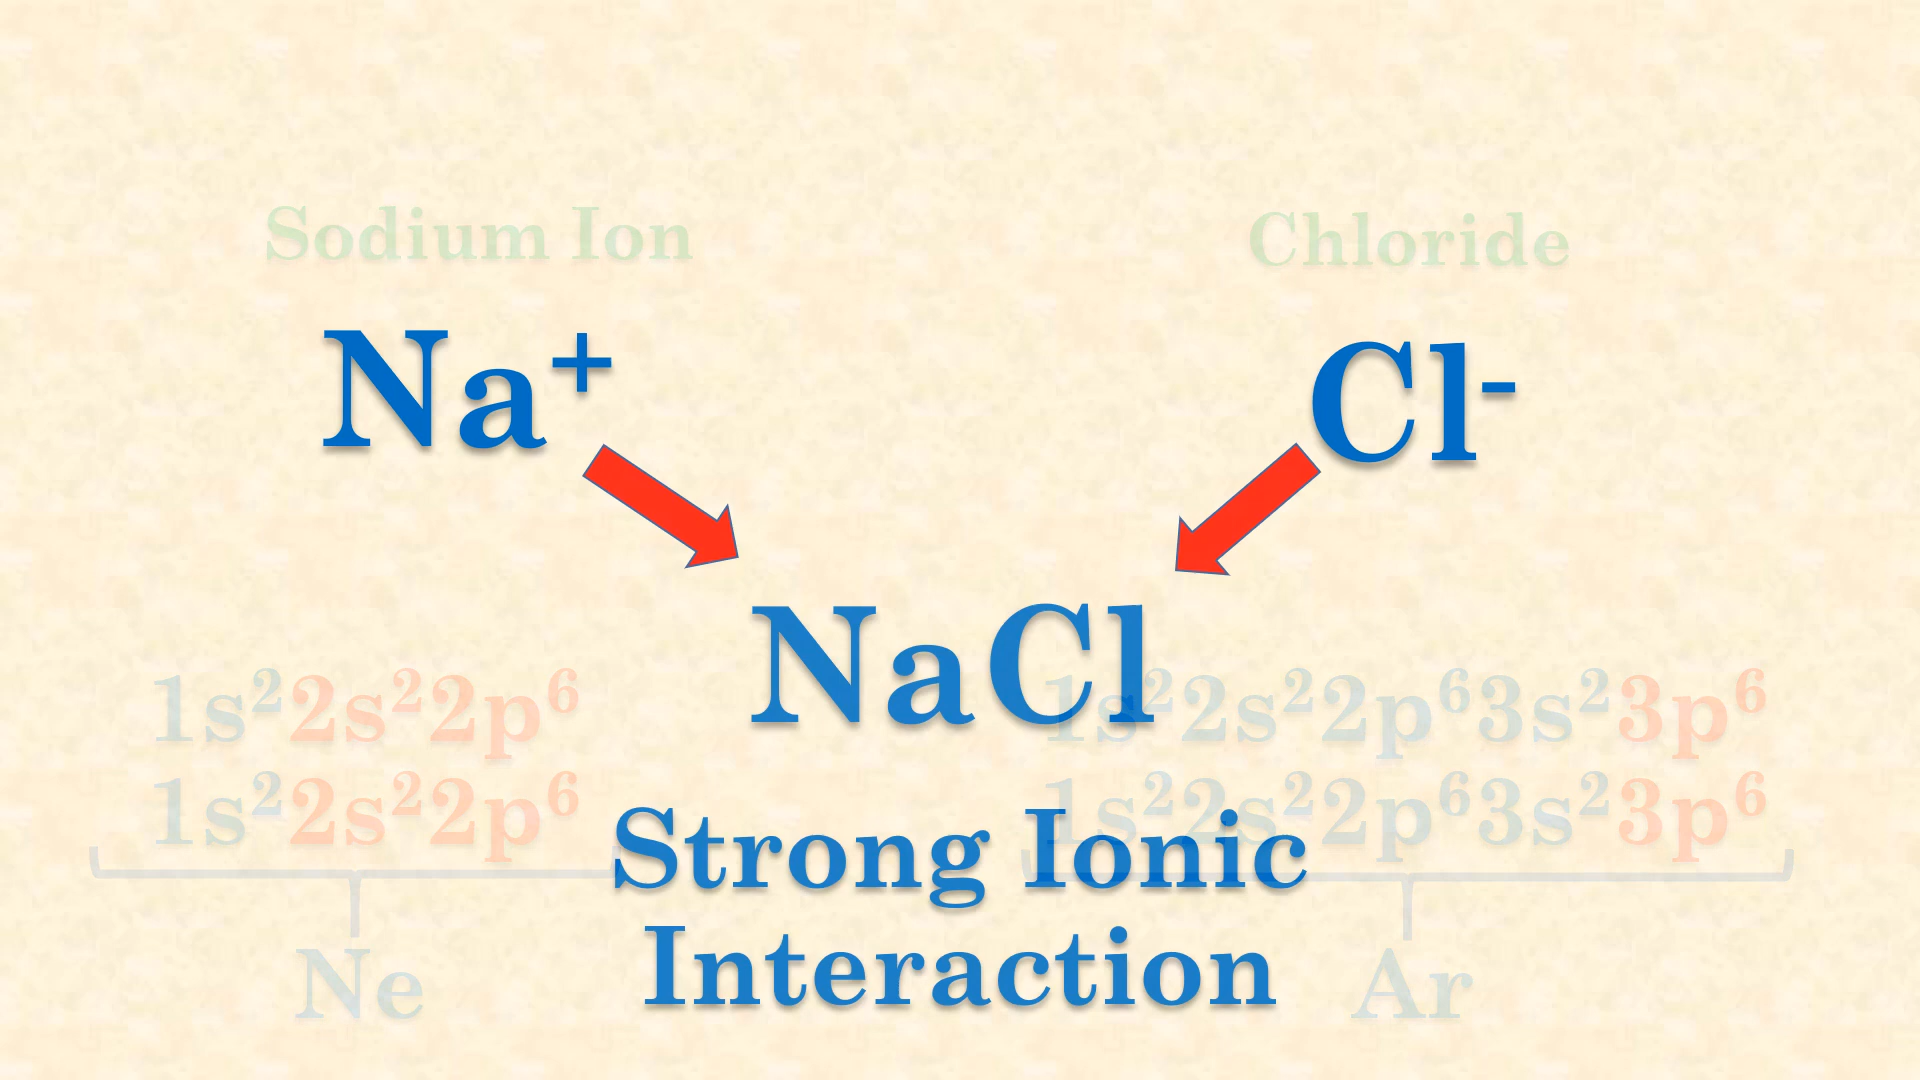 Sodium Ion
Chloride
Na⁺
Cl⁻
NaCl
1s²2s²2p⁶
1s²2s²2p⁶3s²3p⁶
1s²2s²2p⁶
1s²2s²2p⁶3s²3p⁶
Strong Ionic
Interaction
Ne
Ar